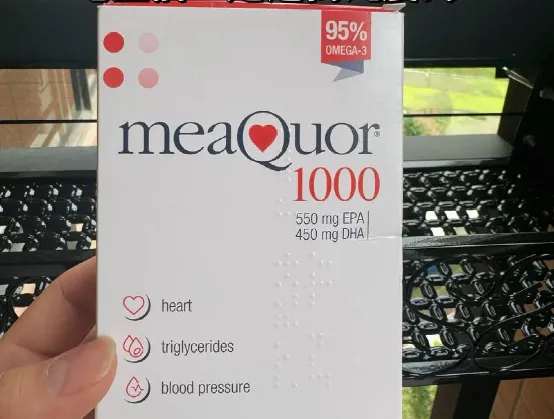 95%
OMEGA-3
meaQuor®
1000
550 mg EPA
450 mg DHA
heart
triglycerides
blood pressure